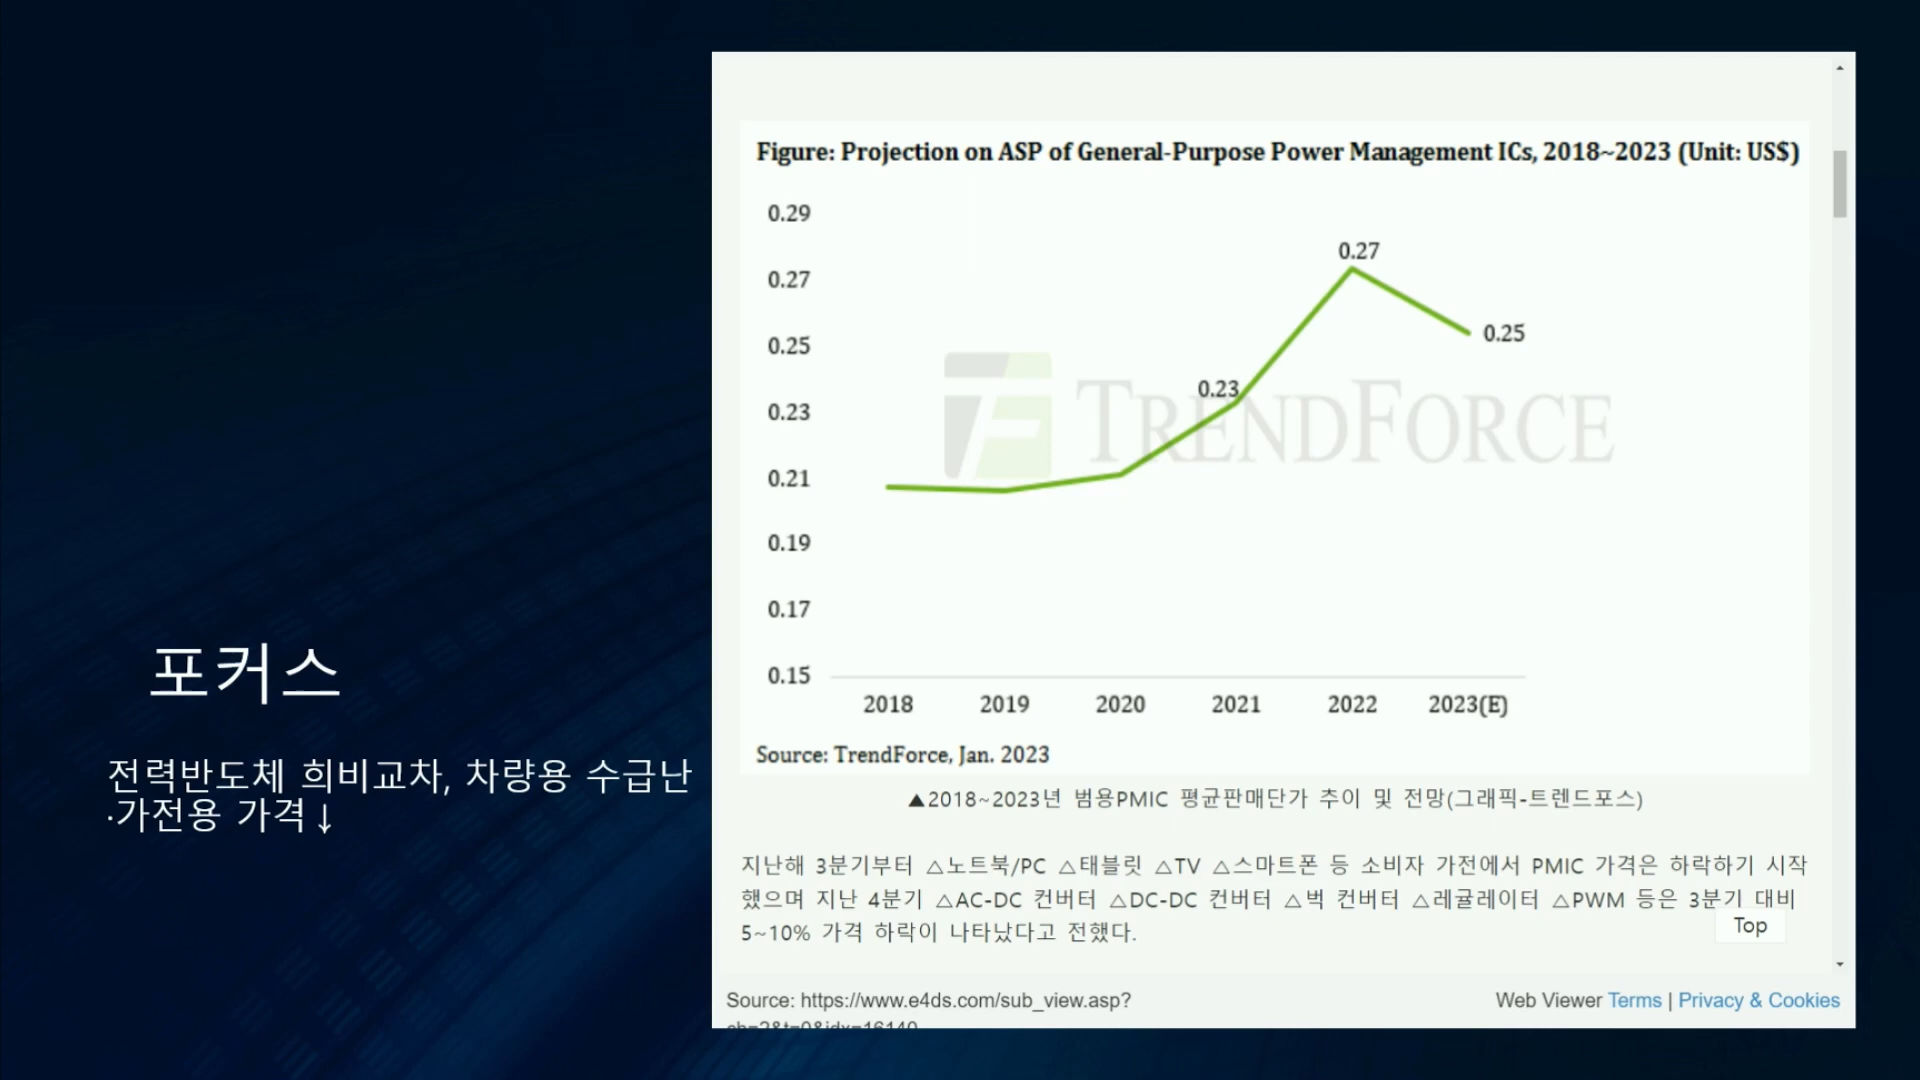 포커스
전력반도체 희비교차, 차량용 수급난
·가전용 가격↓
Figure: Projection on ASP of General-Purpose Power Management ICs, 2018~2023 (Unit: US$)
0.29
0.27
0.25
0.23
0.21
0.19
0.17
0.15
0.23
0.27
0.25
TRENDFORCE
2018 2019 2020 2021 2022 2023(E)
Source: TrendForce, Jan. 2023
▲2018~2023년 범용PMIC 평균판매단가 추이 및 전망(그래픽-트렌드포스)
지난해 3분기부터 △노트북/PC △태블릿 △TV △스마트폰 등 소비자 가전에서 PMIC 가격은 하락하기 시작
했으며 지난 4분기 △AC-DC 컨버터 △DC-DC 컨버터 △벅 컨버터 △레귤레이터 △PWM 등은 3분기 대비
5~10% 가격 하락이 나타났다고 전했다.
Top
Source: https://www.e4ds.com/sub_view.asp?
Web Viewer Terms | Privacy & Cookies